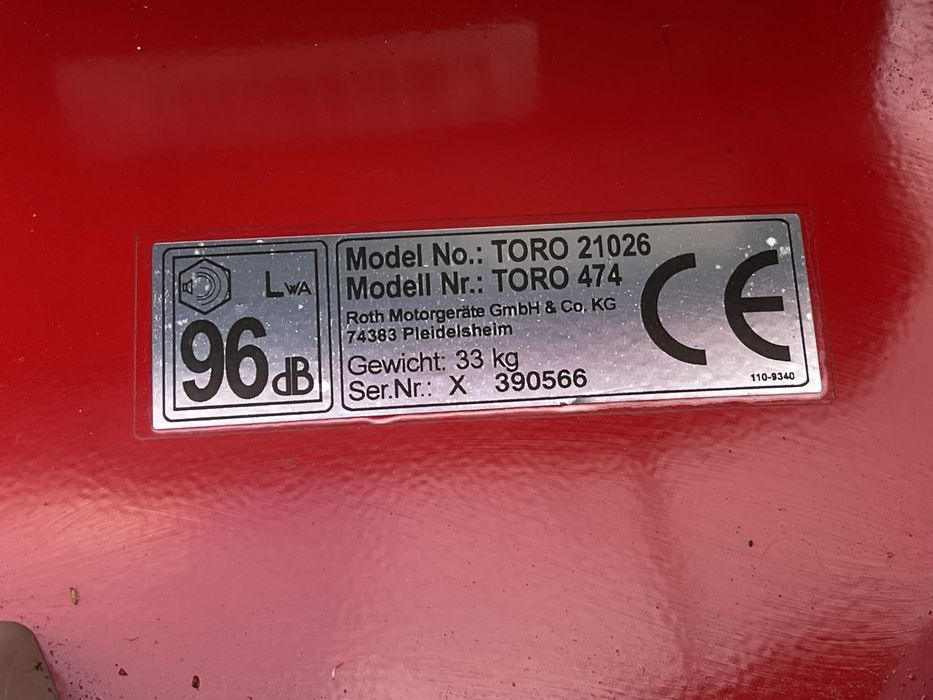 LWA
96dB
Model No.: TORO 21026
Modell Nr.: TORO 474
Roth Motorgeräte GmbH & Co. KG
74383 Pleidelsheim
Gewicht: 33 kg
Ser.Nr.: X 390566
CE
110-9340